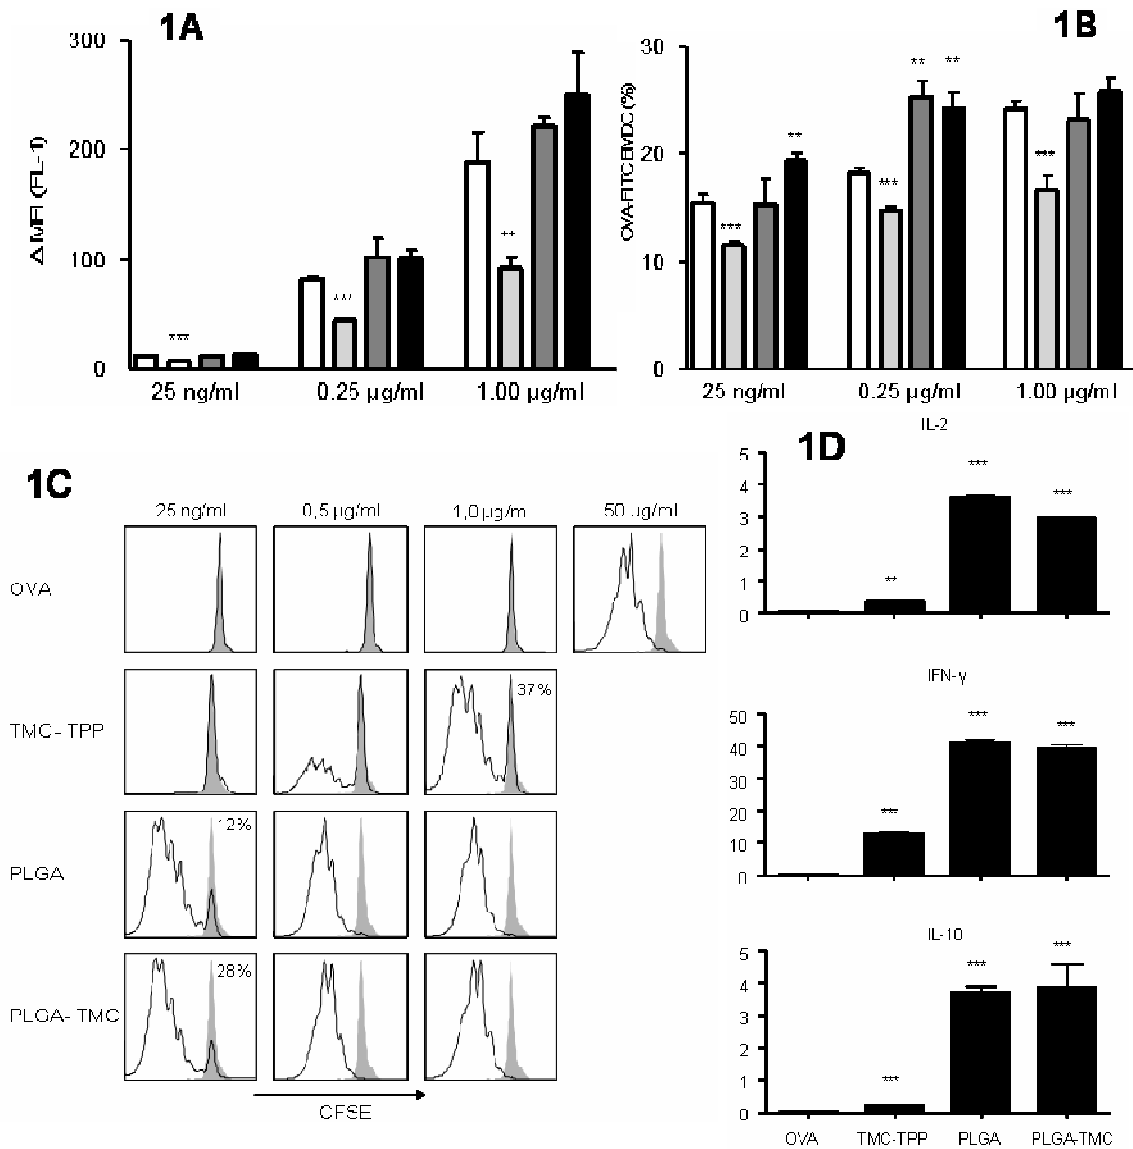 1A
Δ MFI (FL-1)
300
200
100
0
***
***
**
25 ng/ml 0.25 µg/ml 1.00 µg/ml
1B
OVA-FITC BMDC (%)
30
20
10
0
***
**
***
**
**
***
25 ng/ml 0.25 µg/ml 1.00 µg/ml
1C
25 ng/ml 0,5 µg/ml 1,0 µg/m 50 µg/ml
OVA
TMC- TPP
37%
PLGA
12%
PLGA- TMC
28%
CFSE
1D
IL-2
5
4
3
2
1
0
**
***
***
IFN-γ
50
40
30
20
10
0
***
***
***
IL-10
5
4
3
2
1
0
***
***
***
OVA TMC-TPP PLGA PLGA-TMC